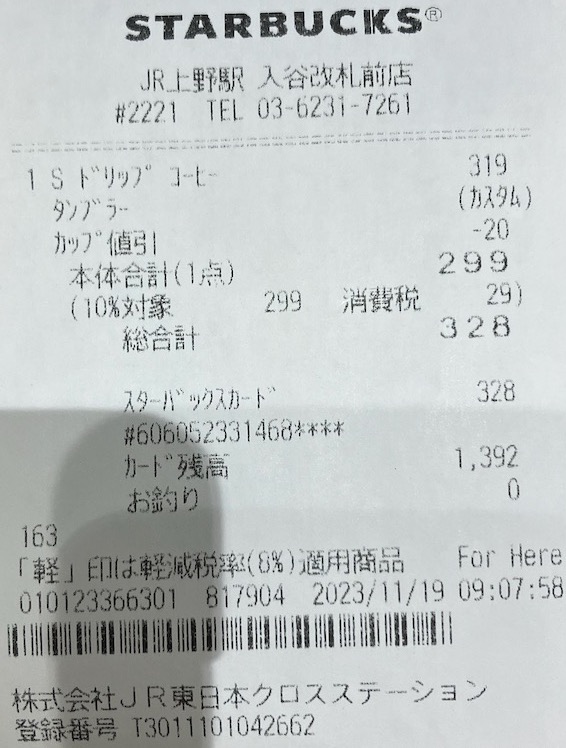 STARBUCKS®
JR上野駅 入谷改札前店
#2221 TEL 03-6231-7261
1 S ﾄﾞﾘｯﾌﾟ ｺｰﾋｰ 319
ﾀﾝﾌﾞﾗｰ (ｶｽﾀﾑ)
ｶｯﾌﾟ値引 -20
本体合計(1点) 299
(10%対象 299 消費税 29)
総合計 328
ｽﾀｰﾊﾞｯｸｽｶｰﾄﾞ 328
#606052331468****
ｶｰﾄﾞ残高 1,392
お釣り 0
163
「軽」印は軽減税率(8%)適用商品 For Here
010123366301 817904 2023/11/19 09:07:58
株式会社JR東日本クロスステーション
登録番号 T3011101042662